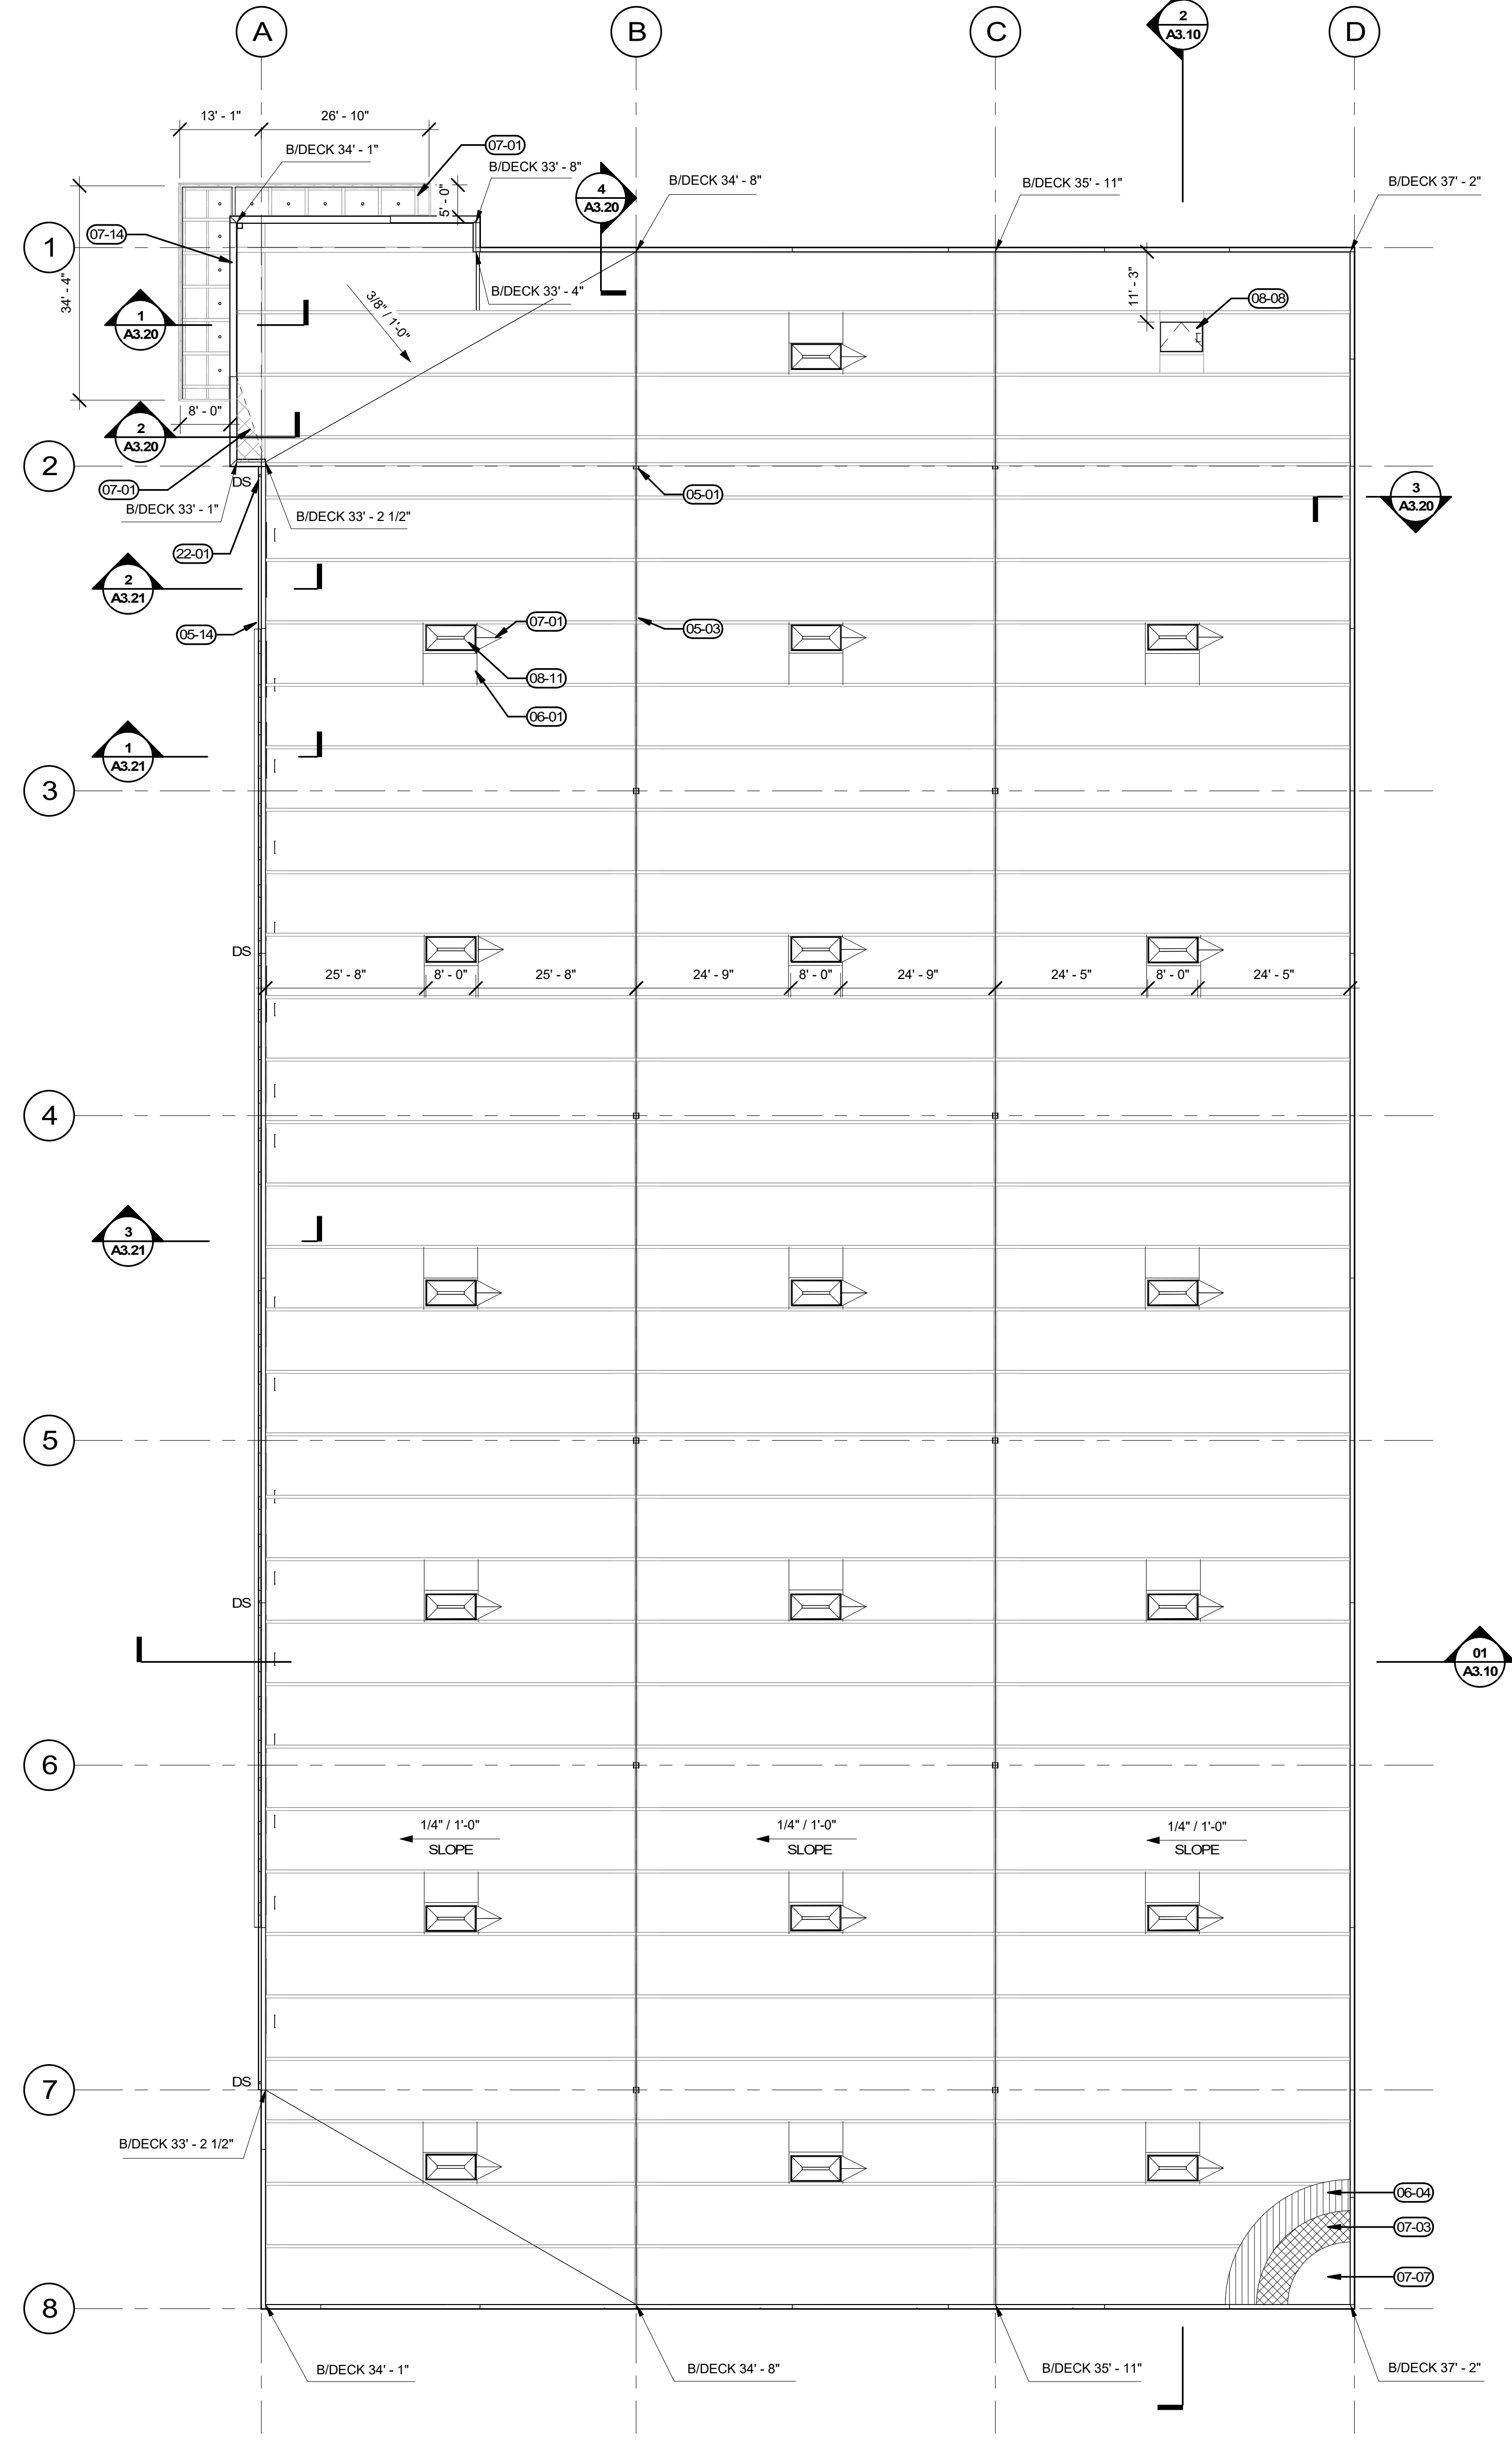 A
B
C
D
2
A3.10
13' - 1"
26' - 10"
07-01
B/DECK 34' - 1"
B/DECK 33' - 8"
4
A3.20
B/DECK 34' - 8"
B/DECK 35' - 11"
B/DECK 37' - 2"
5' - 0"
07-14
1
34' - 4"
11' - 3"
B/DECK 33' - 4"
08-08
3/8" / 1'-0"
1
A3.20
8' - 0"
2
A3.20
2
DS
07-01
05-01
3
A3.20
B/DECK 33' - 1"
B/DECK 33' - 2 1/2"
22-01
2
A3.21
05-14
07-01
05-03
08-11
06-01
1
A3.21
3
DS
25' - 8"
8' - 0"
25' - 8"
24' - 9"
8' - 0"
24' - 9"
24' - 5"
8' - 0"
24' - 5"
4
3
A3.21
5
DS
01
A3.10
6
1/4" / 1'-0"
SLOPE
1/4" / 1'-0"
SLOPE
1/4" / 1'-0"
SLOPE
DS
7
B/DECK 33' - 2 1/2"
06-04
07-03
07-07
8
B/DECK 34' - 1"
B/DECK 34' - 8"
B/DECK 35' - 11"
B/DECK 37' - 2"